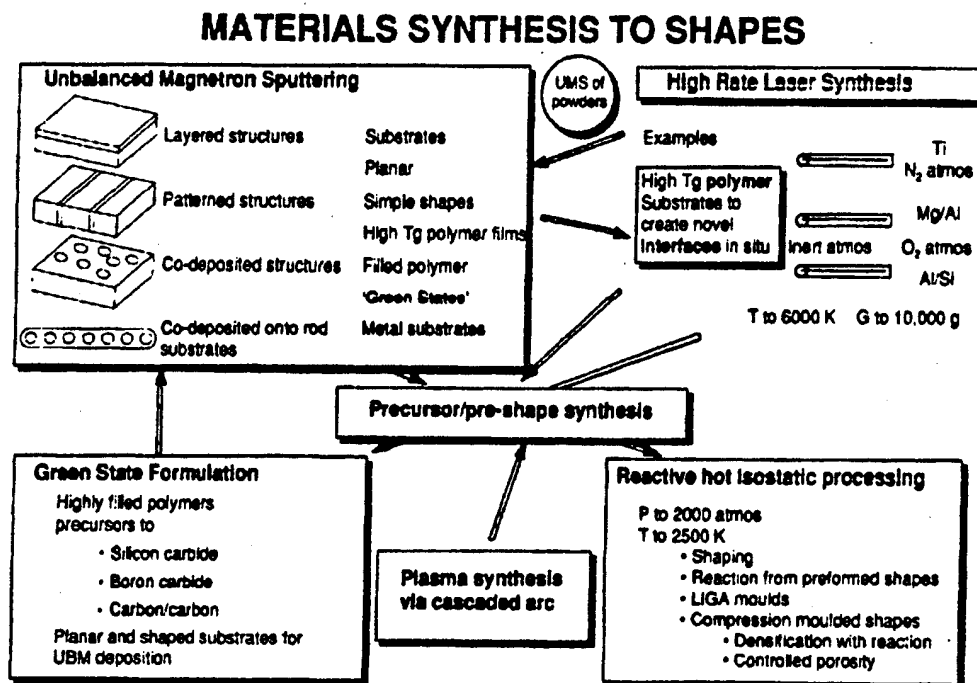 MATERIALS SYNTHESIS TO SHAPES
Unbalanced Magnetron Sputtering
Layered structures
Patterned structures
Co-deposited structures
Co-deposited onto rod
substrates
Substrates
Planar
Simple shapes
High Tg polymer films
Filled polymer
'Green States'
Metal substrates
UMS of
powders
High Rate Laser Synthesis
Examples
High Tg polymer
Substrates to
create novel
Interfaces in situ
Ti
N₂ atmos
Mg/Al
Inert atmos O₂ atmos
Al/Si
T to 6000 K G to 10,000 g
Precursor/pre-shape synthesis
Green State Formulation
Highly filled polymers
precursors to
• Silicon carbide
• Boron carbide
• Carbon/carbon
Planar and shaped substrates for
UBM deposition
Plasma synthesis
via cascaded arc
Reactive hot isostatic processing
P to 2000 atmos
T to 2500 K
• Shaping
• Reaction from preformed shapes
• LIGA moulds
• Compression moulded shapes
• Densification with reaction
• Controlled porosity